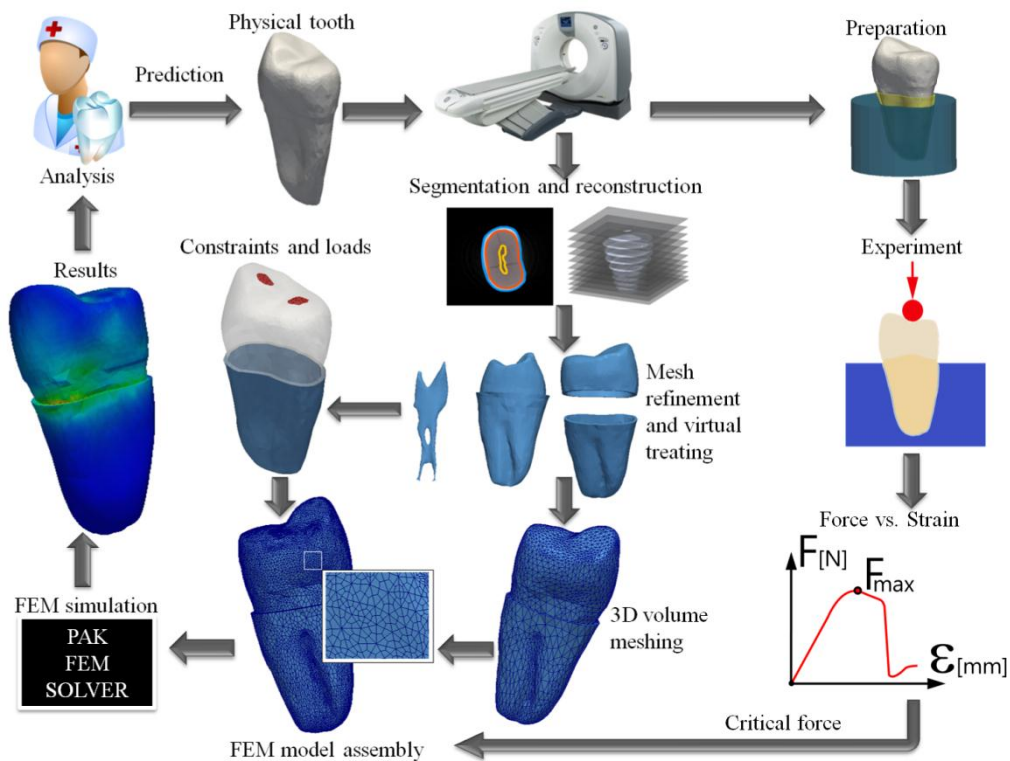 Physical tooth
Preparation
Prediction
Analysis
Segmentation and reconstruction
Constraints and loads
Experiment
Results
Mesh
refinement
and virtual
treating
Force vs. Strain
F[N]
Fmax
ε[mm]
FEM simulation
PAK
FEM
SOLVER
3D volume
meshing
Critical force
FEM model assembly